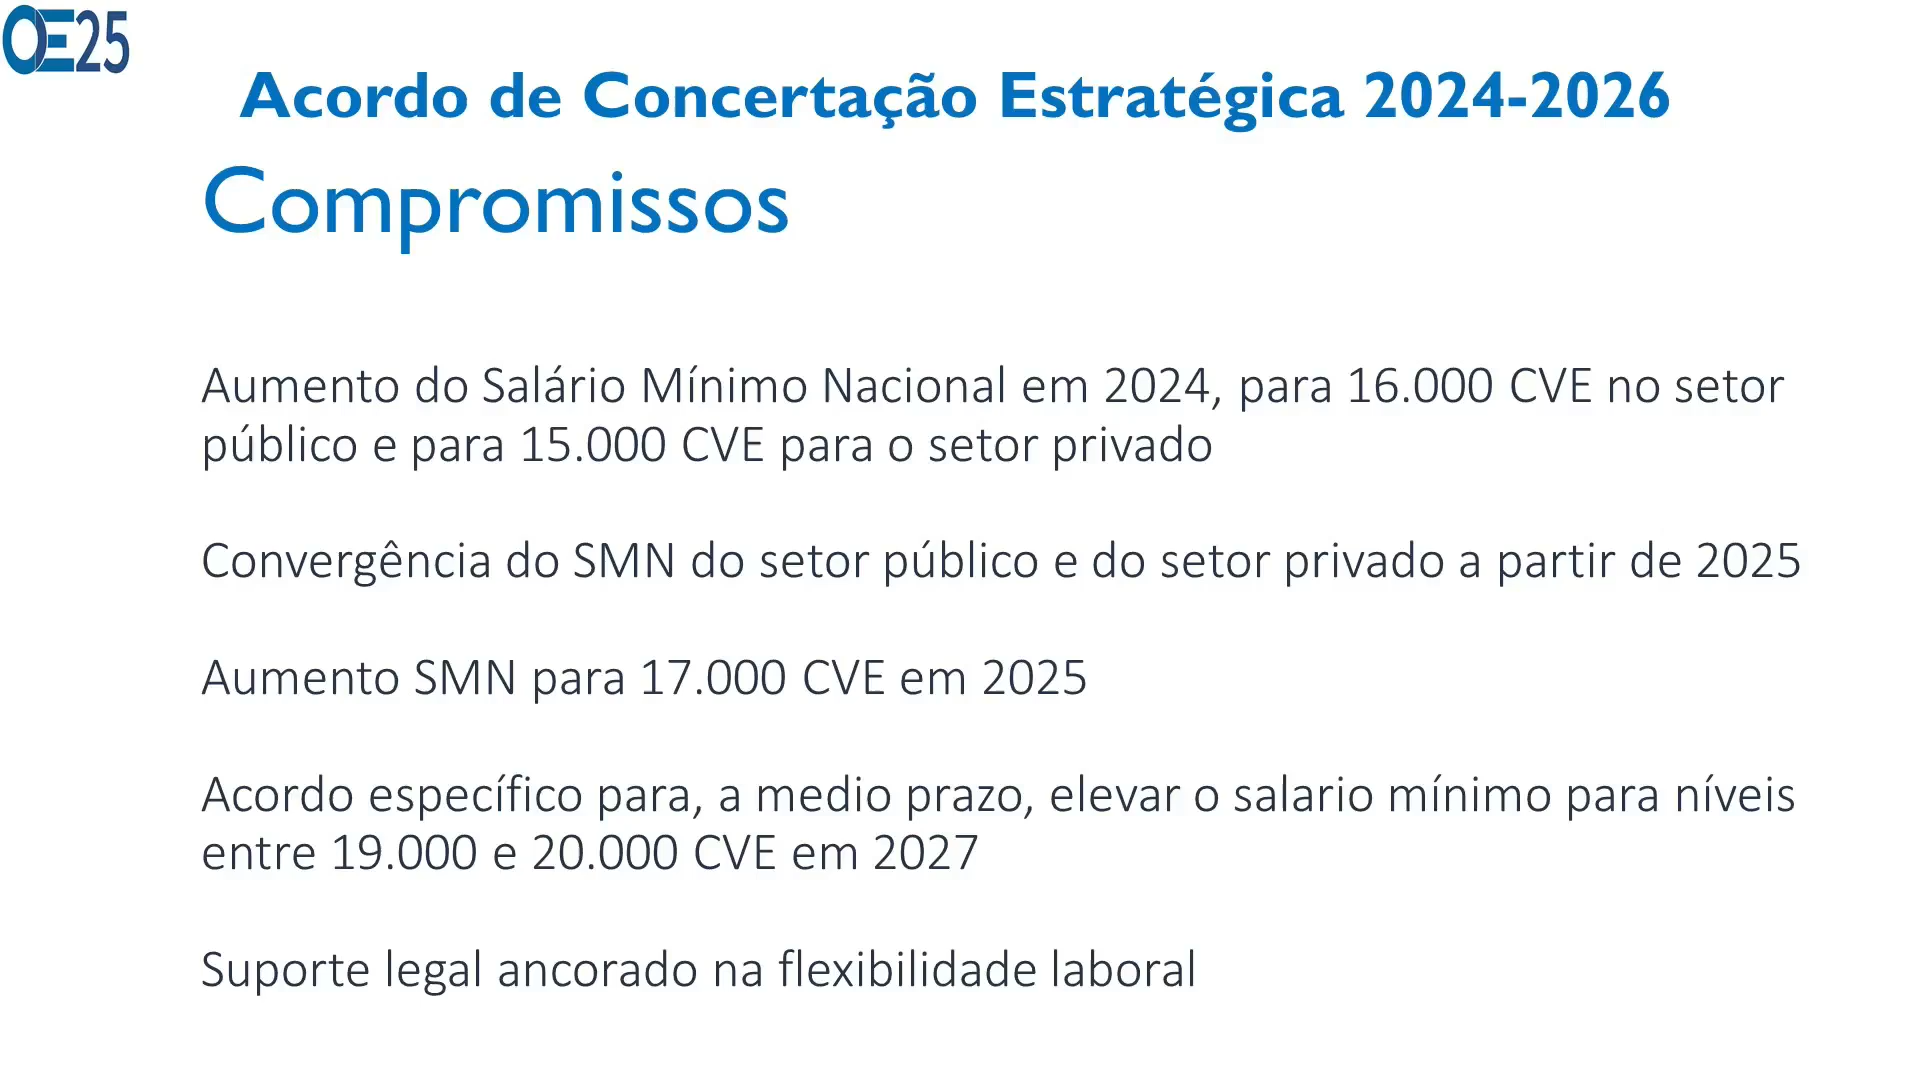 OE25
Acordo de Concertação Estratégica 2024-2026
Compromissos
Aumento do Salário Mínimo Nacional em 2024, para 16.000 CVE no setor
público e para 15.000 CVE para o setor privado
Convergência do SMN do setor público e do setor privado a partir de 2025
Aumento SMN para 17.000 CVE em 2025
Acordo específico para, a medio prazo, elevar o salario mínimo para níveis
entre 19.000 e 20.000 CVE em 2027
Suporte legal ancorado na flexibilidade laboral